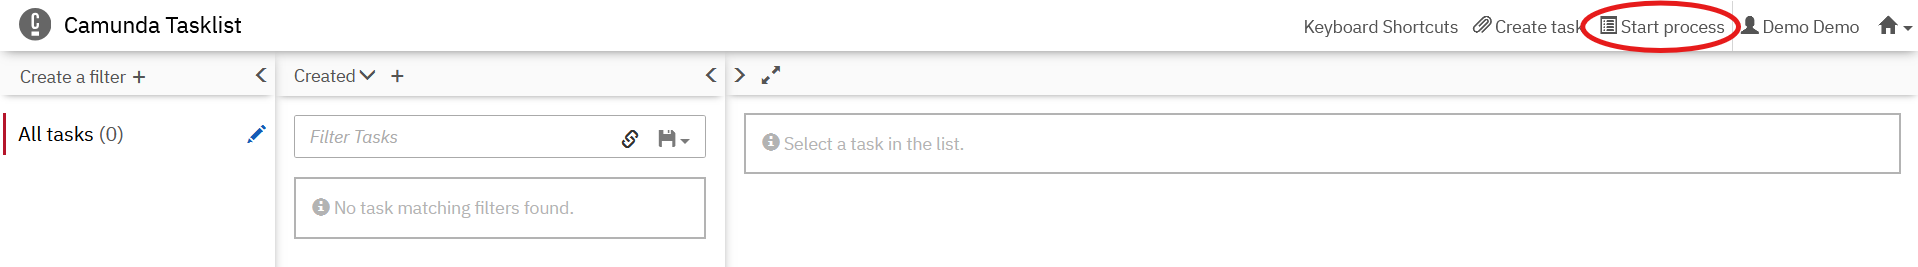 Camunda Tasklist
Keyboard Shortcuts
Create task
Start process
Demo Demo
Create a filter +
Created
+
All tasks (0)
Filter Tasks
Select a task in the list.
No task matching filters found.